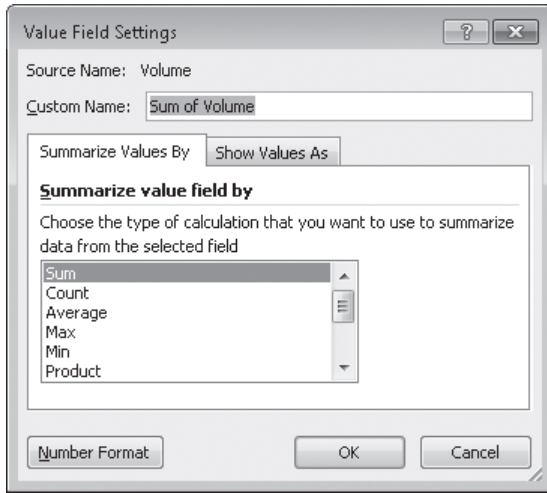 Value Field Settings
?
Source Name: Volume
Custom Name: Sum of Volume
Summarize Values By Show Values As
Summarize value field by
Choose the type of calculation that you want to use to summarize
data from the selected field
Sum
Count
Average
Max
Min
Product
Number Format OK Cancel